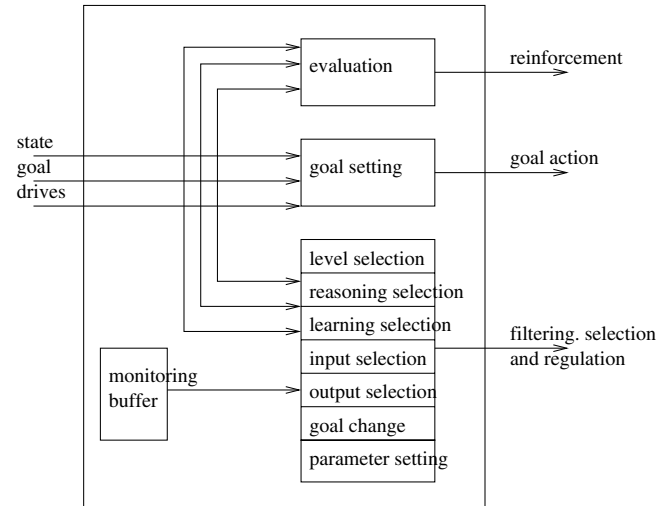 evaluation
reinforcement
state
goal
drives
goal setting
goal action
level selection
reasoning selection
learning selection
input selection
output selection
goal change
parameter setting
filtering. selection
and regulation
monitoring
buffer